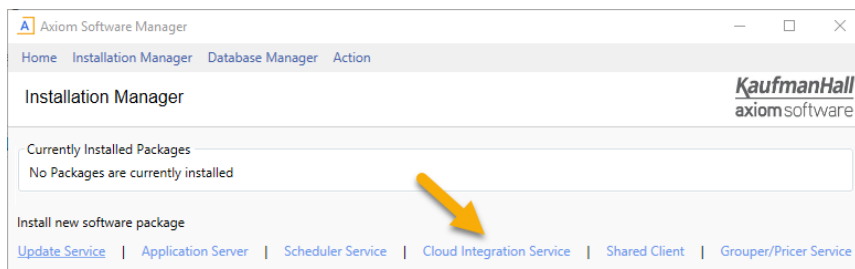 A Axiom Software Manager
Home Installation Manager Database Manager Action
Installation Manager
KaufmanHall
axiom software
Currently Installed Packages
No Packages are currently installed
Install new software package
Update Service | Application Server | Scheduler Service | Cloud Integration Service | Shared Client | Grouper/Pricer Service